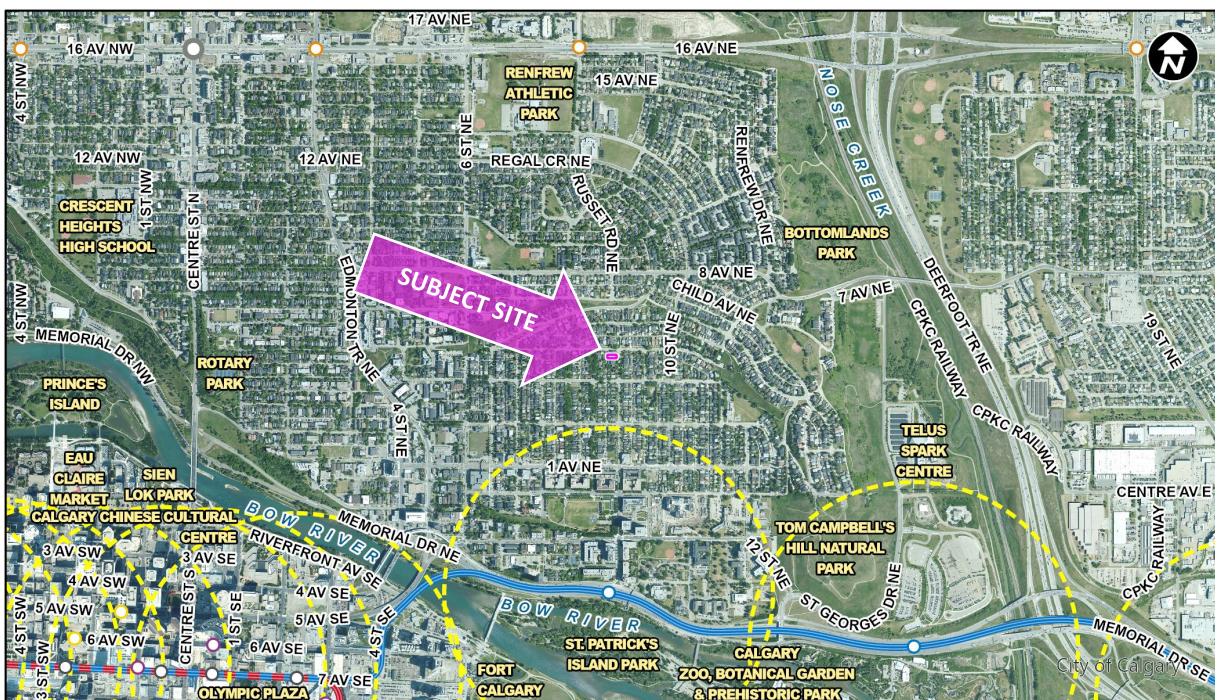 17 AV NE
16 AV NW
16 AV NE
N
4 ST NW
RENFREW
ATHLETIC
PARK
15 AV NE
NOSE CREEK
6 ST NE
RENFREW DR NE
12 AV NW
12 AV NE
REGAL CR NE
1 ST NW
CENTRE ST N
RUSSET RD NE
CRESCENT
HEIGHTS
HIGH SCHOOL
BOTTOMLANDS
PARK
EDMONTON TR NE
SUBJECT SITE
8 AV NE
CHILD AV NE
7 AV NE
DEERFOOT TR NE
CPKC RAILWAY
4 ST NW
10 ST NE
19 ST NE
MEMORIAL DR NW
ROTARY
PARK
PRINCE'S
ISLAND
4 ST NE
CPKC RAILWAY
TELUS
SPARK
CENTRE
EAU
CLAIRE
MARKET
SIEN
LOK PARK
1 AV NE
CENTRE AV E
CALGARY CHINESE CULTURAL
CENTRE
BOW RIVER
MEMORIAL DR NE
RIVERFRONT AV SE
TOM CAMPBELL'S
HILL NATURAL
PARK
CPKC RAILWAY
3 AV SW
3 AV SE
12 ST NE
4 AV SW
4 AV SE
ST GEORGES DR NE
5 AV SW
5 AV SE
4 ST SW
CENTRE ST S
1 ST SE
4 ST SE
BOW RIVER
6 AV SW
6 AV SE
ST. PATRICK'S
ISLAND PARK
MEMORIAL DR SE
3 ST SW
7 AV SE
FORT
CALGARY
CALGARY
ZOO, BOTANICAL GARDEN
& PREHISTORIC PARK
OLYMPIC PLAZA
City of Calgary